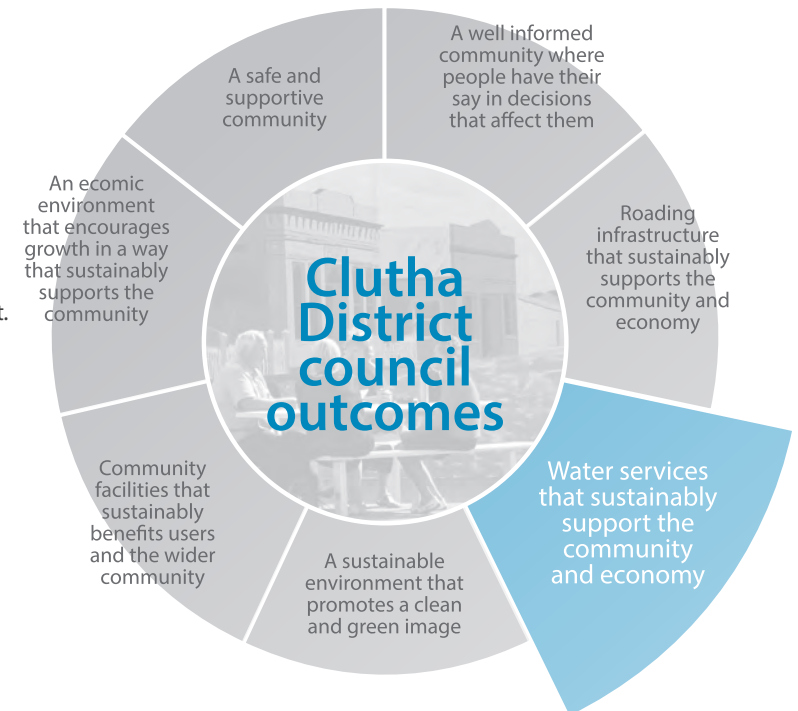 Clutha
District
council
outcomes
A well informed
community where
people have their
say in decisions
that affect them
Roading
infrastructure
that sustainably
supports the
community and
economy
Water services
that sustainably
support the
community
and economy
A sustainable
environment that
promotes a clean
and green image
Community
facilities that
sustainably
benefits users
and the wider
community
An ecomic
environment
that encourages
growth in a way
that sustainably
supports the
community
A safe and
supportive
community
t.